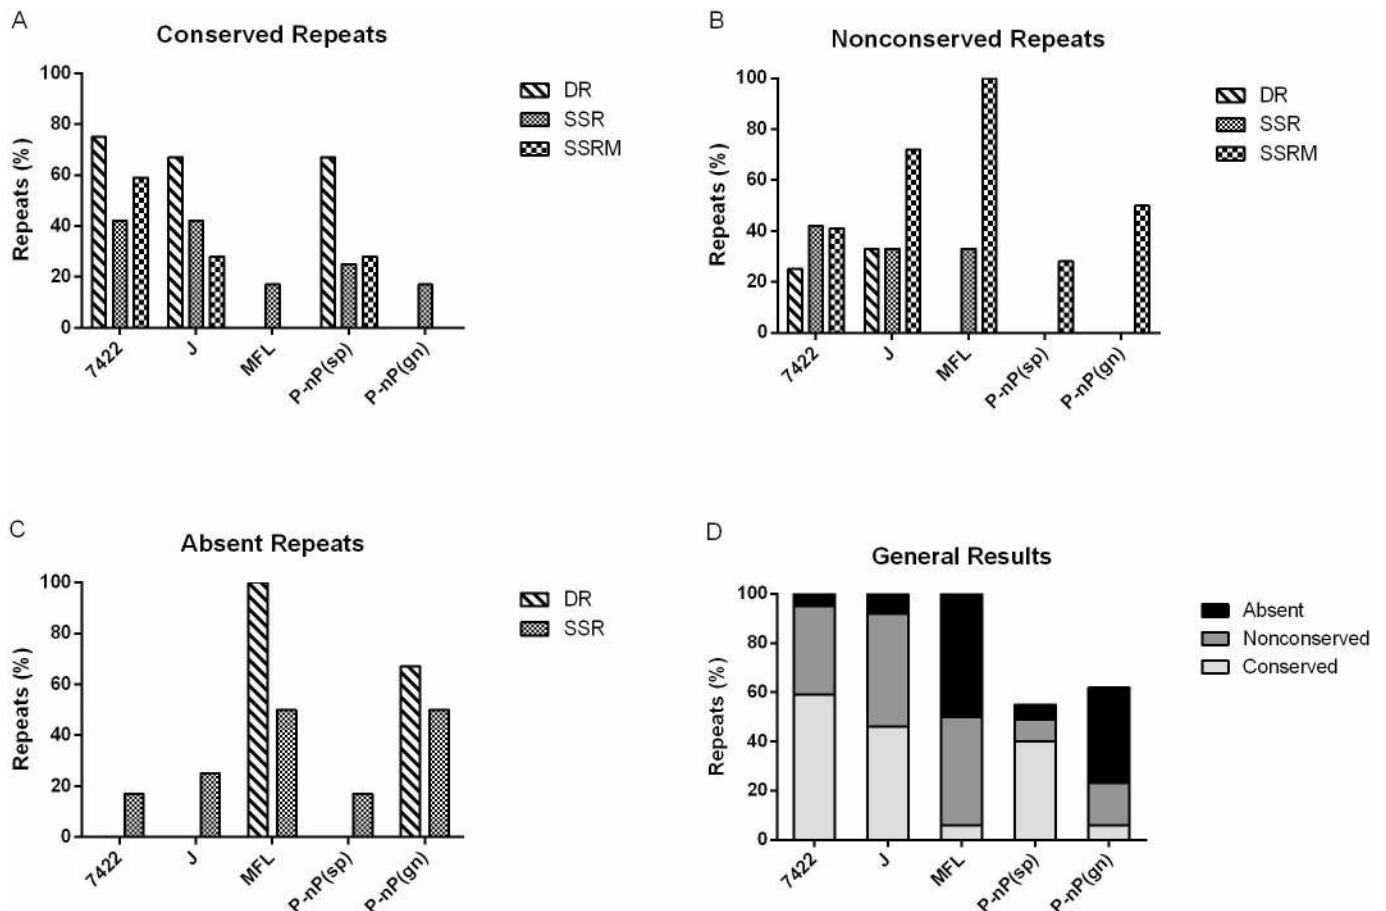 A
Conserved Repeats
Repeats (%)
100
80
60
40
20
0
7422
J
MFL
P-nP(sp)
P-nP(gn)
DR
SSR
SSRM
B
Nonconserved Repeats
Repeats (%)
100
80
60
40
20
0
7422
J
MFL
P-nP(sp)
P-nP(gn)
DR
SSR
SSRM
C
Absent Repeats
Repeats (%)
100
80
60
40
20
0
7422
J
MFL
P-nP(sp)
P-nP(gn)
DR
SSR
D
General Results
Repeats (%)
100
80
60
40
20
0
7422
J
MFL
P-nP(sp)
P-nP(gn)
Absent
Nonconserved
Conserved